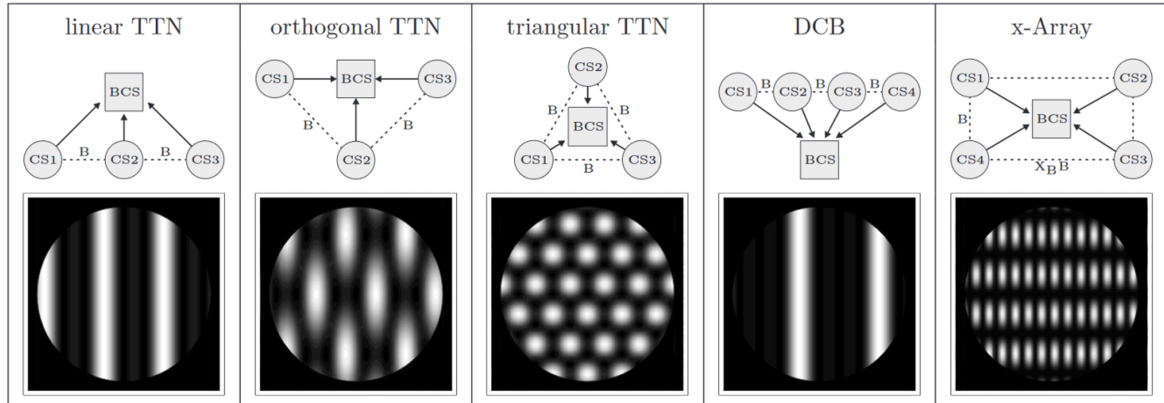 linear TTN
BCS
B
B
CS1
CS2
CS3
orthogonal TTN
CS1
BCS
CS3
B
B
CS2
triangular TTN
CS2
B
B
BCS
CS1
CS3
B
DCB
B
B
B
CS1
CS2
CS3
CS4
BCS
x-Array
CS1
CS2
B
BCS
CS4
CS3
XBB